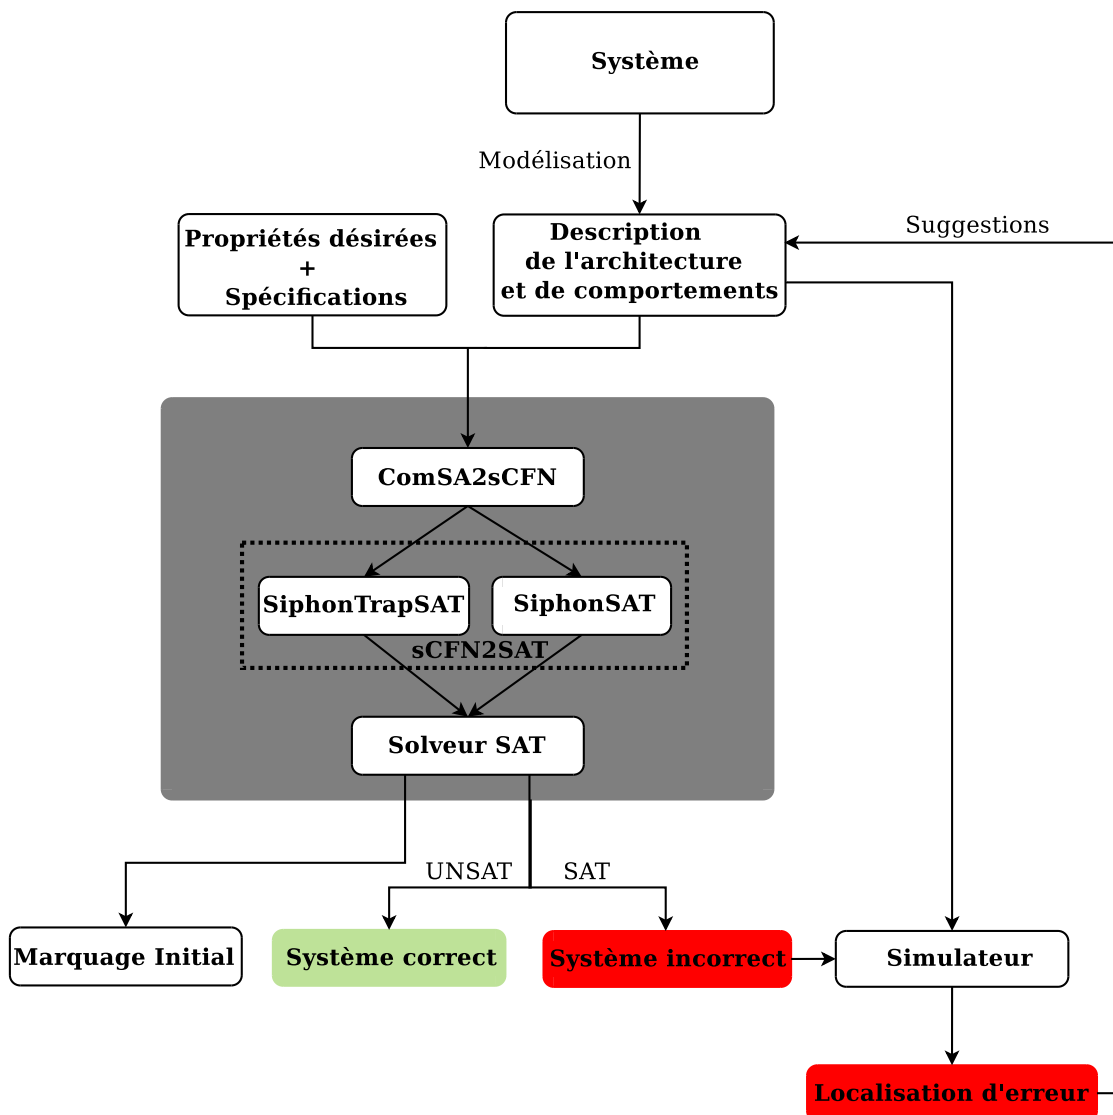 Système
Modélisation
Propriétés désirées
+
Spécifications
Description
de l'architecture
et de comportements
Suggestions
ComSA2sCFN
SiphonTrapSAT
SiphonSAT
sCFN2SAT
Solveur SAT
UNSAT
SAT
Marquage Initial
Système correct
Système incorrect
Simulateur
Localisation d'erreur